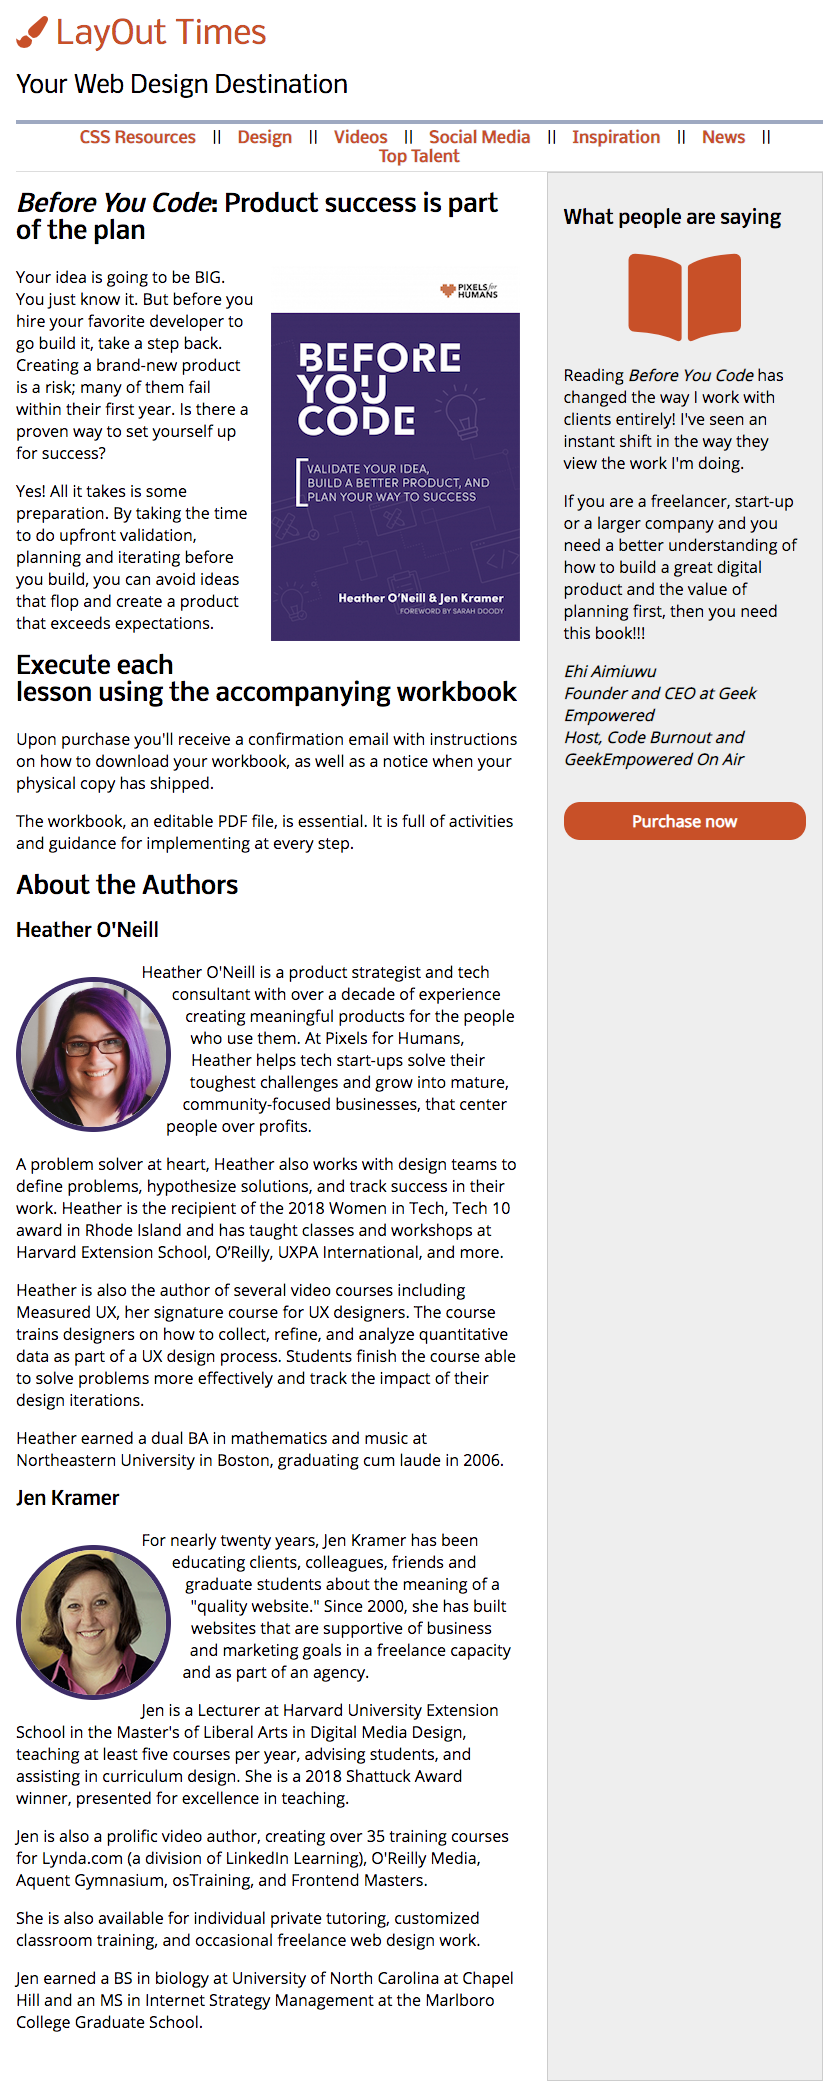 LayOut Times
Your Web Design Destination
CSS Resources || Design || Videos || Social Media || Inspiration || News ||
Top Talent
Before You Code: Product success is part
of the plan
Your idea is going to be BIG.
You just know it. But before you
hire your favorite developer to
go build it, take a step back.
Creating a brand-new product
is a risk; many of them fail
within their first year. Is there a
proven way to set yourself up
for success?
Yes! All it takes is some
preparation. By taking the time
to do upfront validation,
planning and iterating before
you build, you can avoid ideas
that flop and create a product
that exceeds expectations.
PIXELS for
HUMANS
BEFORE
YOU
CODE
VALIDATE YOUR IDEA,
BUILD A BETTER PRODUCT, AND
PLAN YOUR WAY TO SUCCESS
Heather O'Neill & Jen Kramer
FOREWORD BY SARAH DOODY
Execute each
lesson using the accompanying workbook
Upon purchase you'll receive a confirmation email with instructions
on how to download your workbook, as well as a notice when your
physical copy has shipped.
The workbook, an editable PDF file, is essential. It is full of activities
and guidance for implementing at every step.
About the Authors
Heather O'Neill
Heather O'Neill is a product strategist and tech
consultant with over a decade of experience
creating meaningful products for the people
who use them. At Pixels for Humans,
Heather helps tech start-ups solve their
toughest challenges and grow into mature,
community-focused businesses, that center
people over profits.
A problem solver at heart, Heather also works with design teams to
define problems, hypothesize solutions, and track success in their
work. Heather is the recipient of the 2018 Women in Tech, Tech 10
award in Rhode Island and has taught classes and workshops at
Harvard Extension School, O’Reilly, UXPA International, and more.
Heather is also the author of several video courses including
Measured UX, her signature course for UX designers. The course
trains designers on how to collect, refine, and analyze quantitative
data as part of a UX design process. Students finish the course able
to solve problems more effectively and track the impact of their
design iterations.
Heather earned a dual BA in mathematics and music at
Northeastern University in Boston, graduating cum laude in 2006.
Jen Kramer
For nearly twenty years, Jen Kramer has been
educating clients, colleagues, friends and
graduate students about the meaning of a
"quality website." Since 2000, she has built
websites that are supportive of business
and marketing goals in a freelance capacity
and as part of an agency.
Jen is a Lecturer at Harvard University Extension
School in the Master's of Liberal Arts in Digital Media Design,
teaching at least five courses per year, advising students, and
assisting in curriculum design. She is a 2018 Shattuck Award
winner, presented for excellence in teaching.
Jen is also a prolific video author, creating over 35 training courses
for Lynda.com (a division of LinkedIn Learning), O'Reilly Media,
Aquent Gymnasium, osTraining, and Frontend Masters.
She is also available for individual private tutoring, customized
classroom training, and occasional freelance web design work.
Jen earned a BS in biology at University of North Carolina at Chapel
Hill and an MS in Internet Strategy Management at the Marlboro
College Graduate School.
What people are saying
Reading Before You Code has
changed the way I work with
clients entirely! I've seen an
instant shift in the way they
view the work I'm doing.
If you are a freelancer, start-up
or a larger company and you
need a better understanding of
how to build a great digital
product and the value of
planning first, then you need
this book!!!
Ehi Aimiuwu
Founder and CEO at Geek
Empowered
Host, Code Burnout and
GeekEmpowered On Air
Purchase now